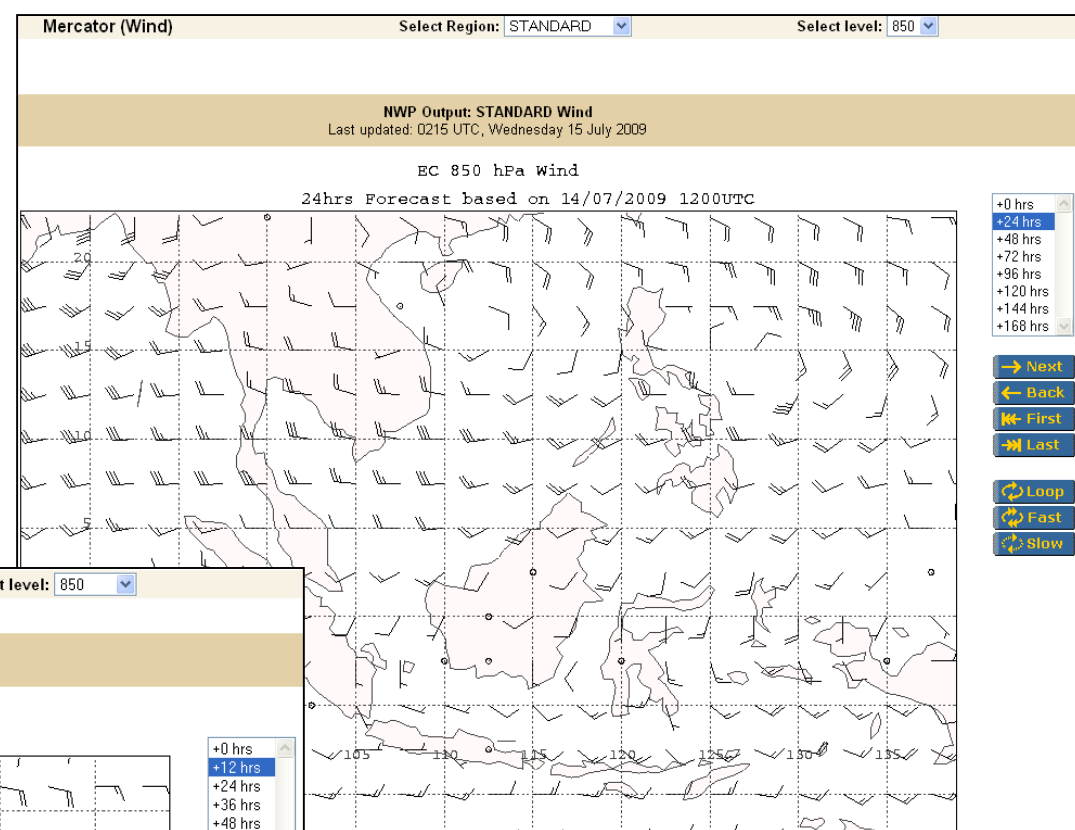 Mercator (Wind) Select Region: STANDARD Select level: 850
NWP Output: STANDARD Wind
Last updated: 0215 UTC, Wednesday 15 July 2009
EC 850 hPa Wind
24hrs Forecast based on 14/07/2009 1200UTC
+0 hrs
+24 hrs
+48 hrs
+72 hrs
+96 hrs
+120 hrs
+144 hrs
+168 hrs
Next
Back
First
Last
Loop
Fast
Slow
20
15
10
5
105 110 115 120 125 130 135
t level: 850
+0 hrs
+12 hrs
+24 hrs
+36 hrs
+48 hrs